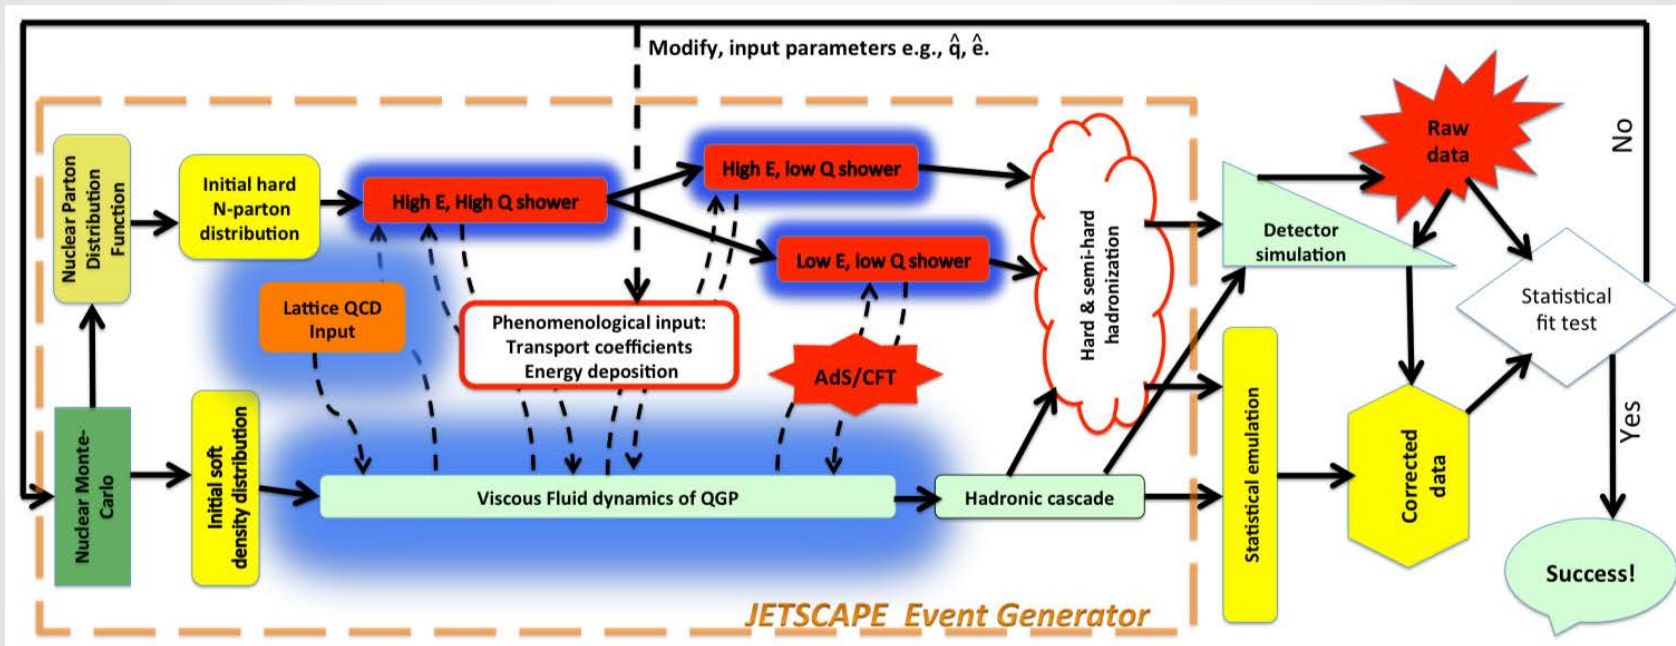 Modify, input parameters e.g., q̂, ê.
Nuclear Parton
Distribution
Function
Initial hard
N-parton
distribution
High E, High Q shower
High E, low Q shower
Low E, low Q shower
Lattice QCD
Input
Phenomenological input:
Transport coefficients
Energy deposition
AdS/CFT
Hard & semi-hard
hadronization
Nuclear Monte-
Carlo
Initial soft
density distribution
Viscous Fluid dynamics of QGP
Hadronic cascade
JETSCAPE Event Generator
Detector
simulation
Raw
data
Statistical emulation
Corrected
data
Statistical
fit test
No
Yes
Success!